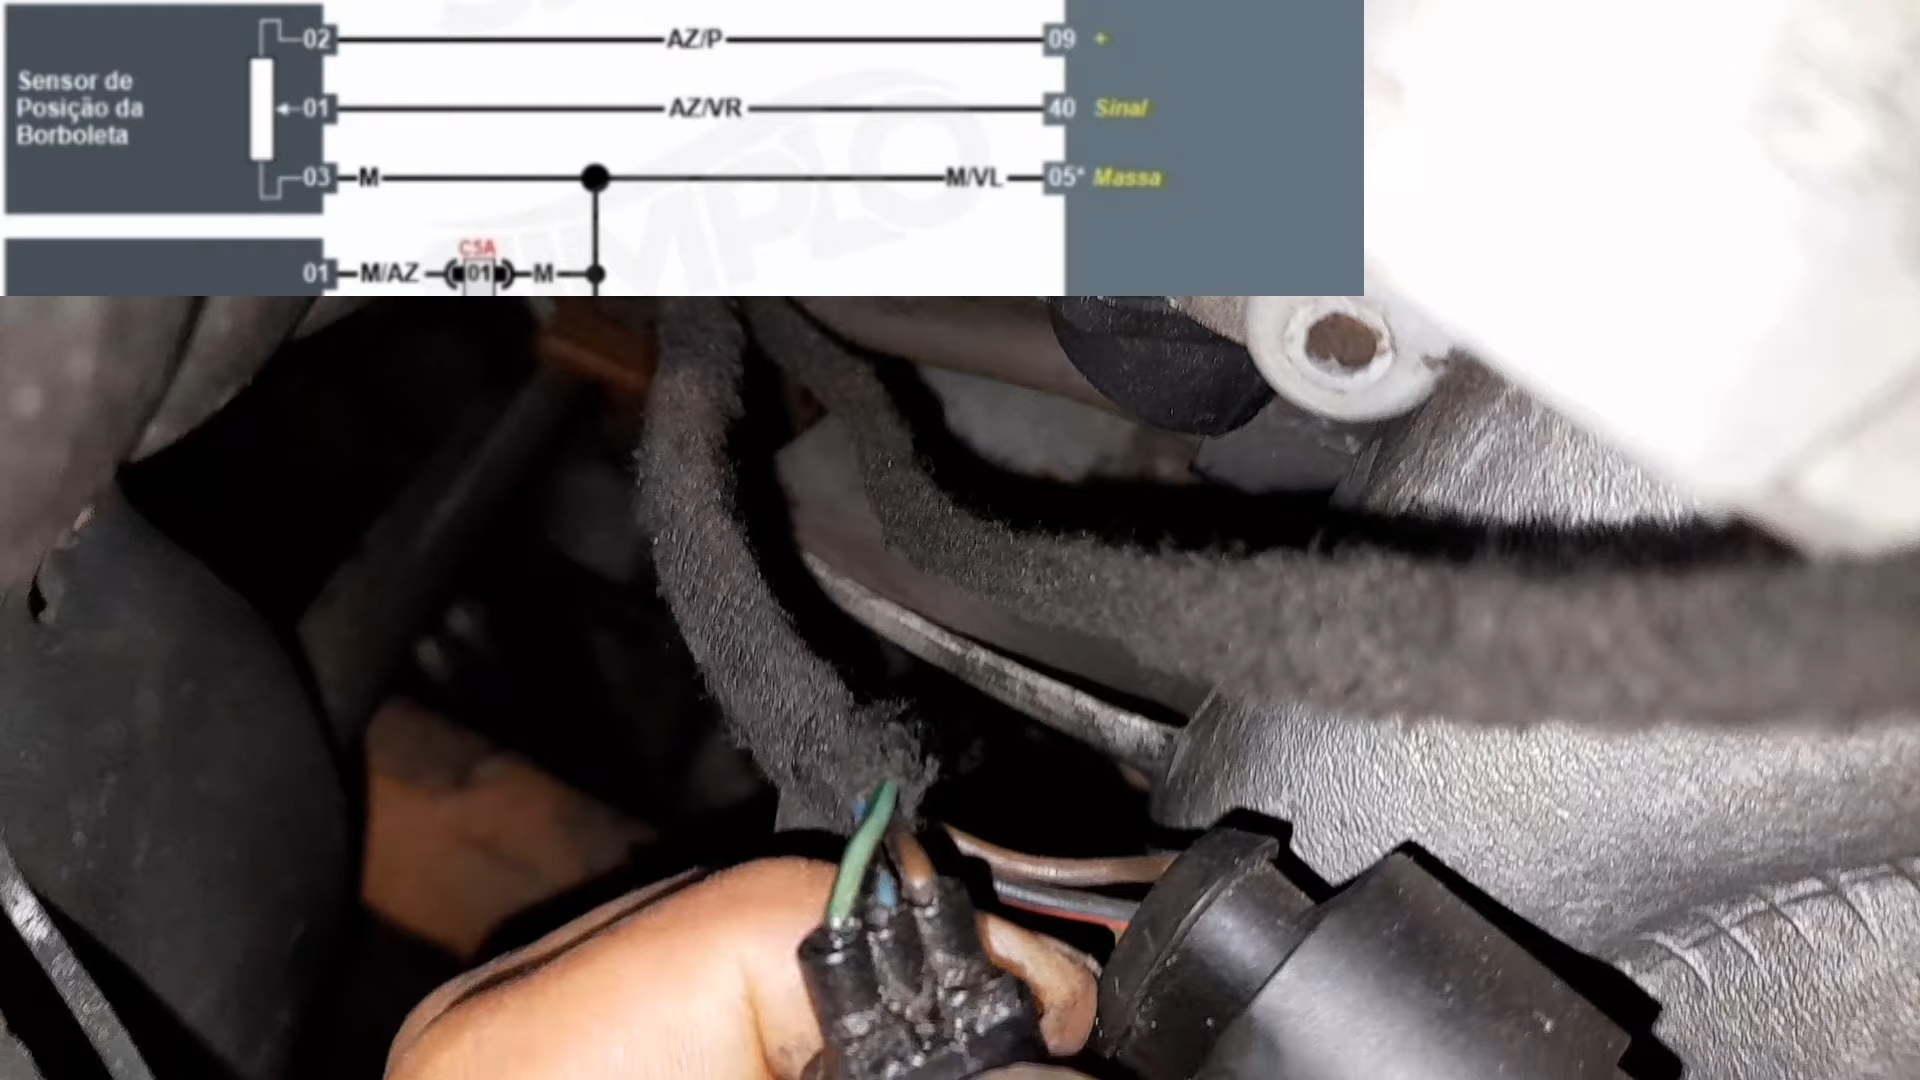 02 AZ/P 09 +
Sensor de
Posição da
Borboleta
01 AZ/VR 40 Sinal
03 M M/VL 05* Massa
C5A
01 M/AZ 01 M
SIMPLO